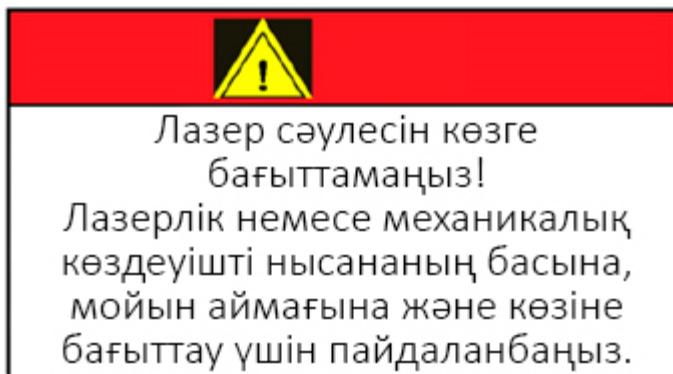 Лазер сәулесін көзге
бағыттамаңыз!
Лазерлік немесе механикалық
көздеуішті нысананың басына,
мойын аймағына және көзіне
бағыттау үшін пайдаланбаңыз.